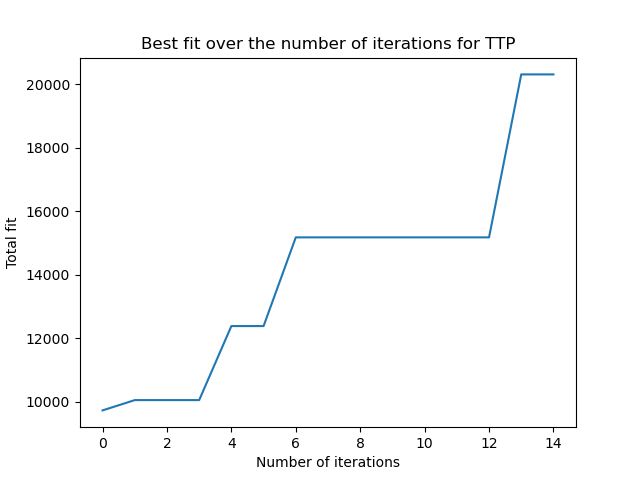 Best fit over the number of iterations for TTP
20000
18000
16000
14000
12000
10000
Total fit
0 2 4 6 8 10 12 14
Number of iterations